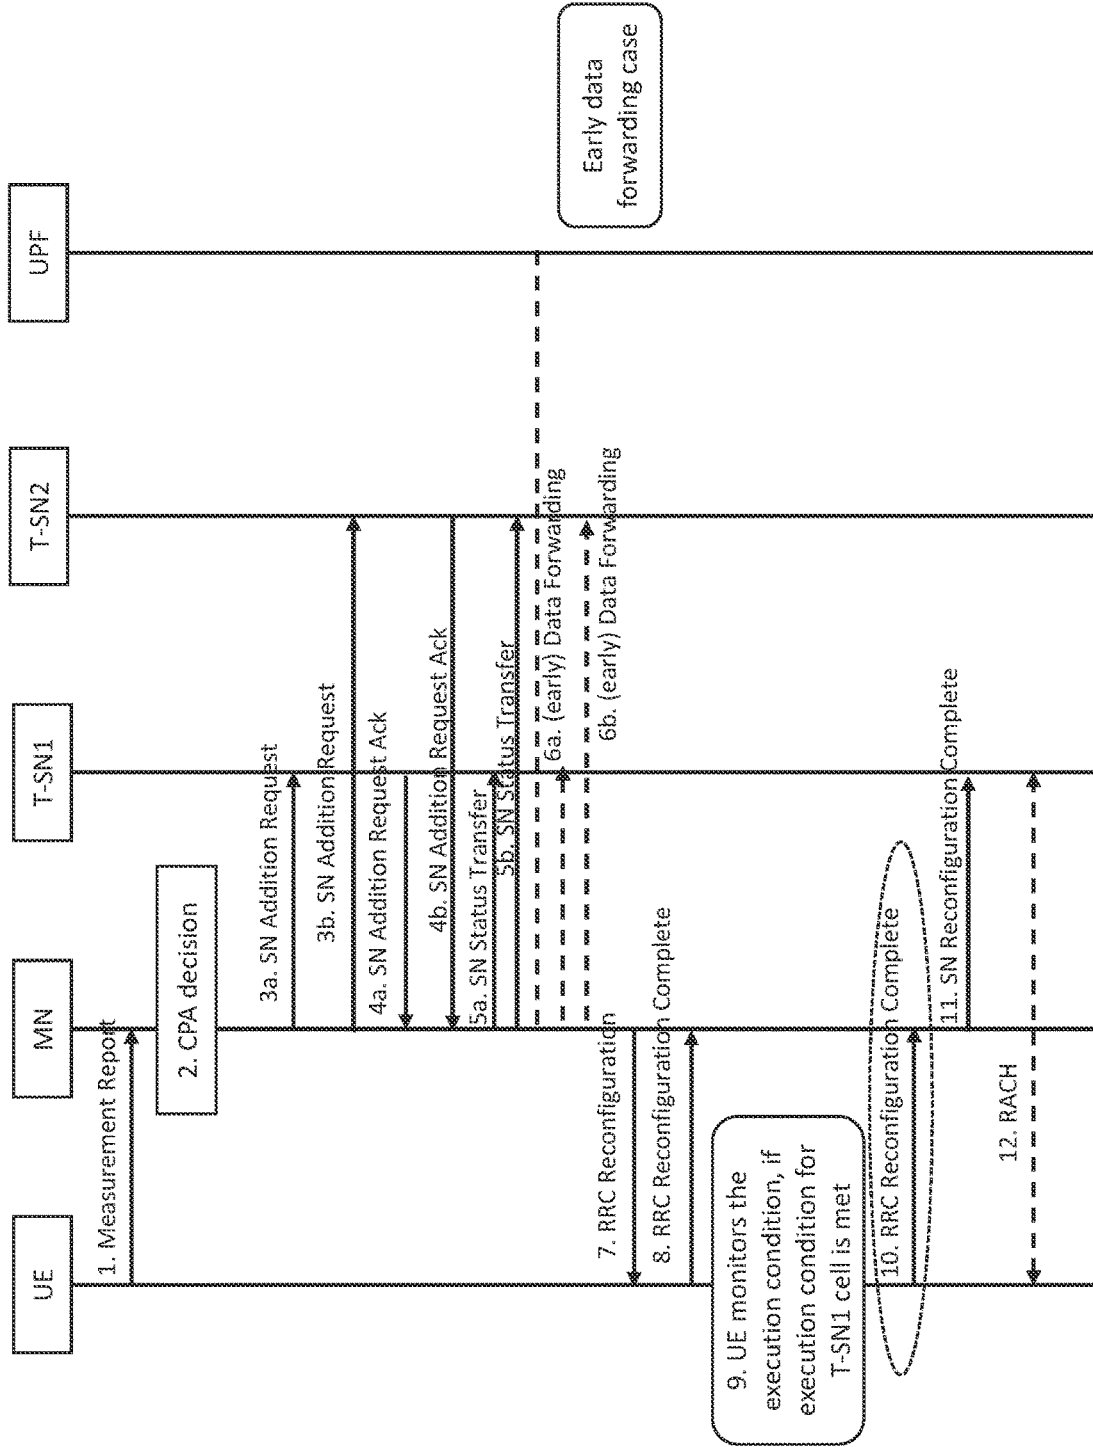 UE
MN
T-SN1
T-SN2
UPF
1. Measurement Report
2. CPA decision
3a. SN Addition Request
3b. SN Addition Request
4a. SN Addition Request Ack
4b. SN Addition Request Ack
5a. SN Status Transfer
5b. SN Status Transfer
6a. (early) Data Forwarding
6b. (early) Data Forwarding
Early data
forwarding case
7. RRC Reconfiguration
8. RRC Reconfiguration Complete
9. UE monitors the
execution condition, if
execution condition for
T-SN1 cell is met
10. RRC Reconfiguration Complete
11. SN Reconfiguration Complete
12. RACH